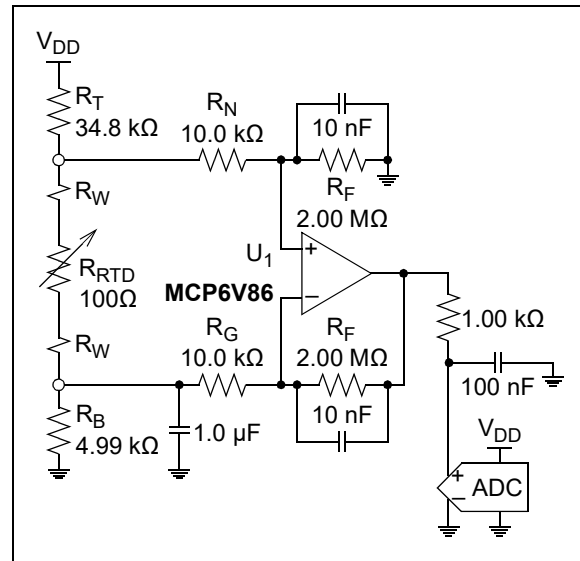 VDD
RT
34.8 kΩ
RN
10.0 kΩ
10 nF
RF
2.00 MΩ
RW
RRTD
100Ω
U1
+
−
MCP6V86
RW
RG
10.0 kΩ
RF
2.00 MΩ
10 nF
1.00 kΩ
100 nF
RB
4.99 kΩ
1.0 µF
VDD
+
−
ADC